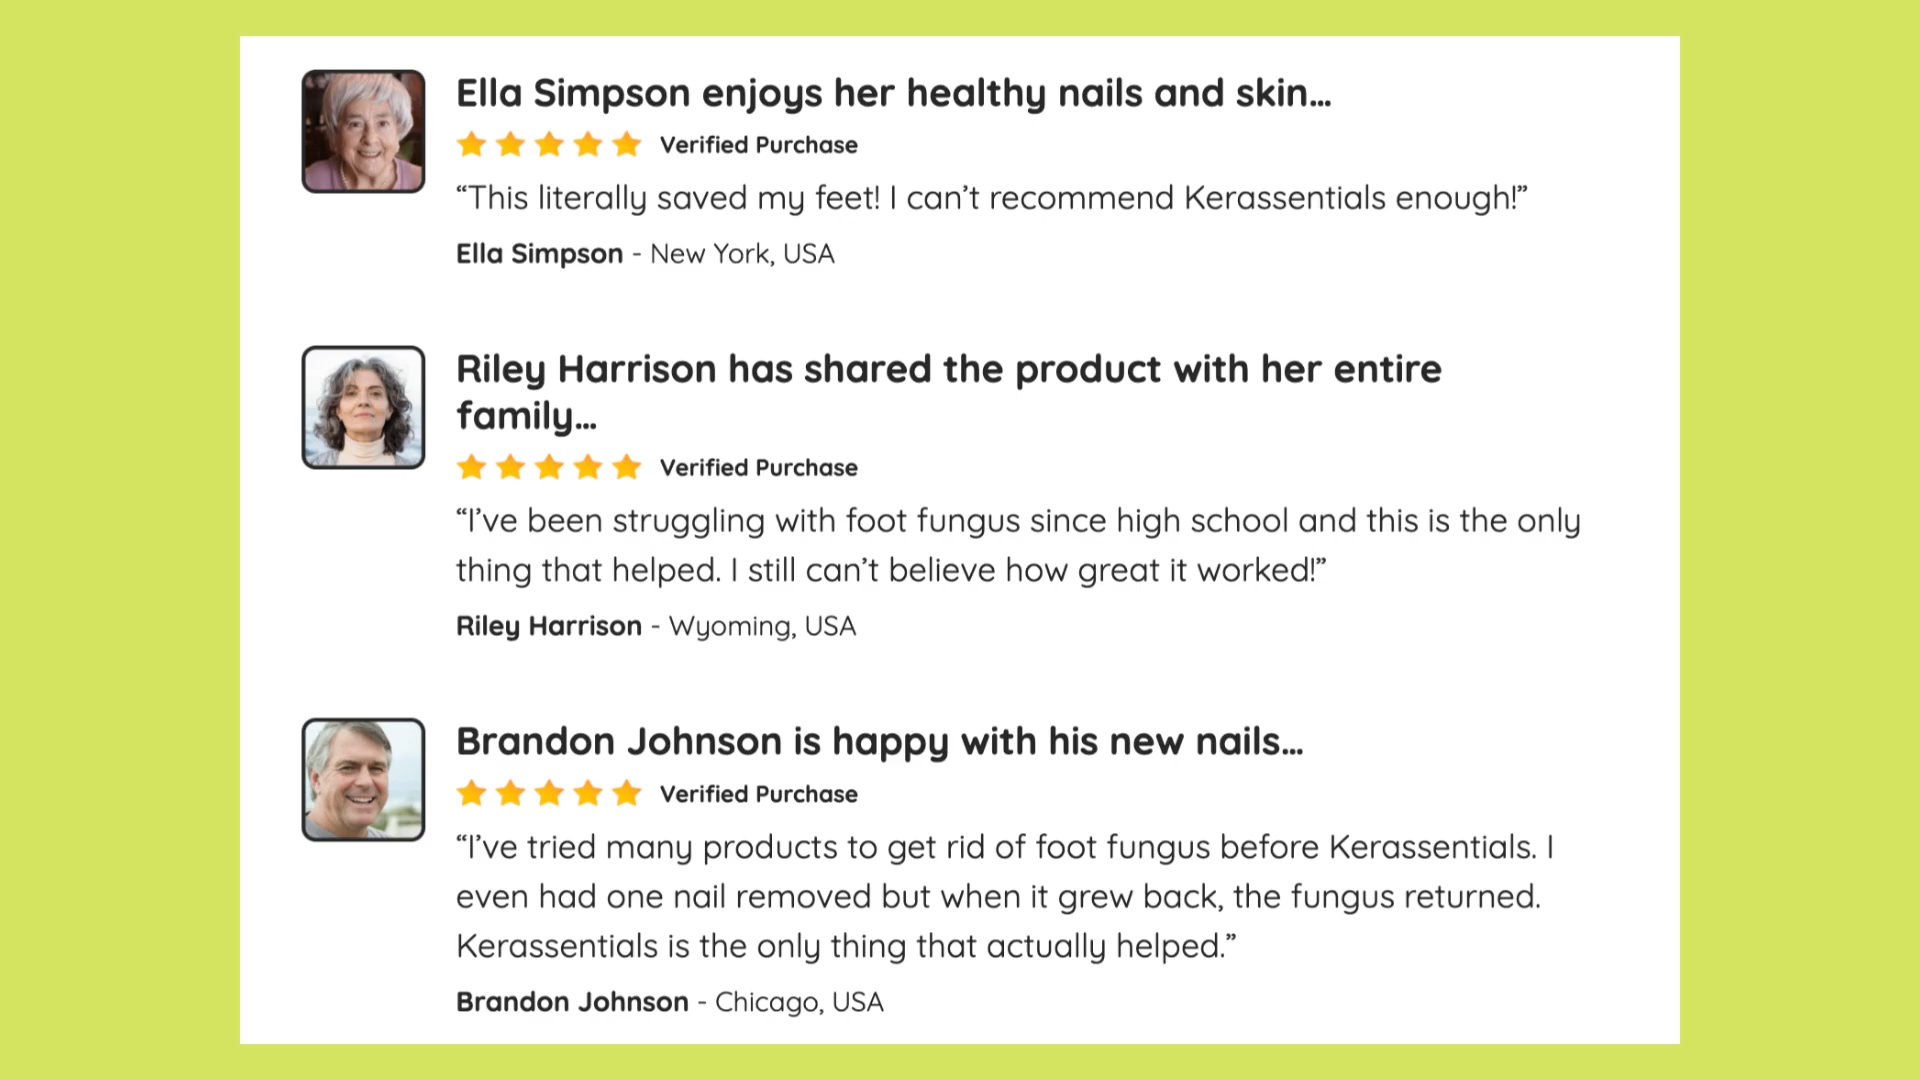 Ella Simpson enjoys her healthy nails and skin...
Verified Purchase
“This literally saved my feet! I can’t recommend Kerassentials enough!”
Ella Simpson - New York, USA
Riley Harrison has shared the product with her entire
family...
Verified Purchase
“I’ve been struggling with foot fungus since high school and this is the only
thing that helped. I still can’t believe how great it worked!”
Riley Harrison - Wyoming, USA
Brandon Johnson is happy with his new nails...
Verified Purchase
“I’ve tried many products to get rid of foot fungus before Kerassentials. I
even had one nail removed but when it grew back, the fungus returned.
Kerassentials is the only thing that actually helped.”
Brandon Johnson - Chicago, USA